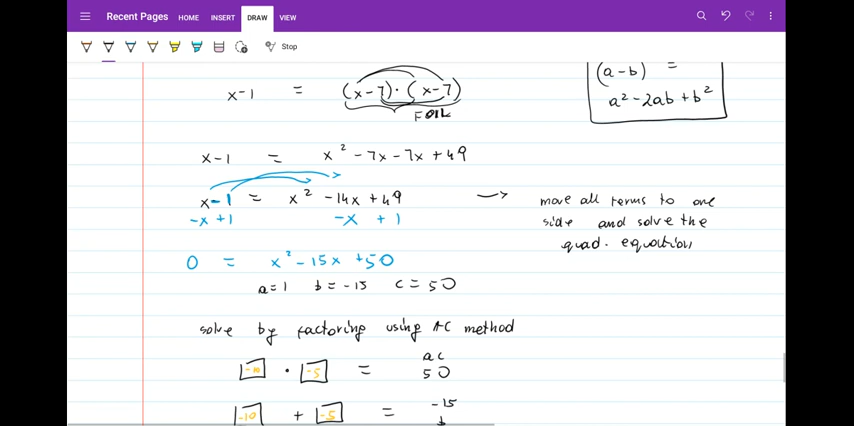 Recent Pages HOME INSERT DRAW VIEW
Stop
x-1 = (x-7)·(x-7)
FOIL
(a-b) =
a²-2ab+b²
x-1 = x²-7x-7x+49
x-1 = x²-14x+49
-x+1 -x+1
move all terms to one
side and solve the
quad. equation
0 = x²-15x+50
a=1 b=-15 c=50
solve by factoring using AC method
-10 · -5 = ac
50
-10 + -5 = -15
b